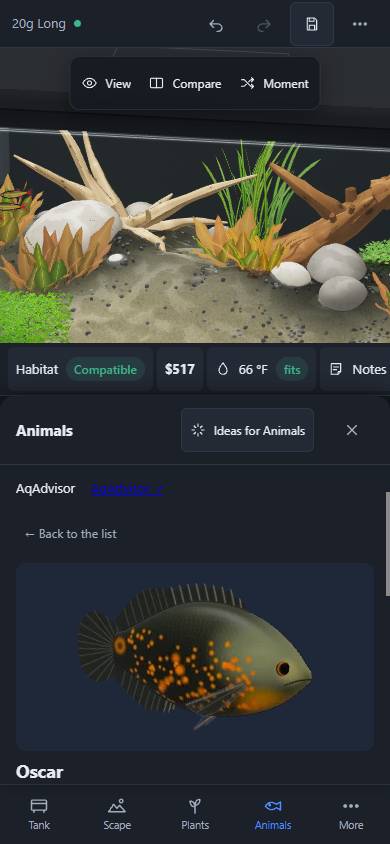 20g Long
View Compare Moment
Habitat Compatible $517 66 °F fits Notes
Animals
Ideas for Animals
AqAdvisor AqAdvisor
← Back to the list
Oscar
Tank Scape Plants Animals More